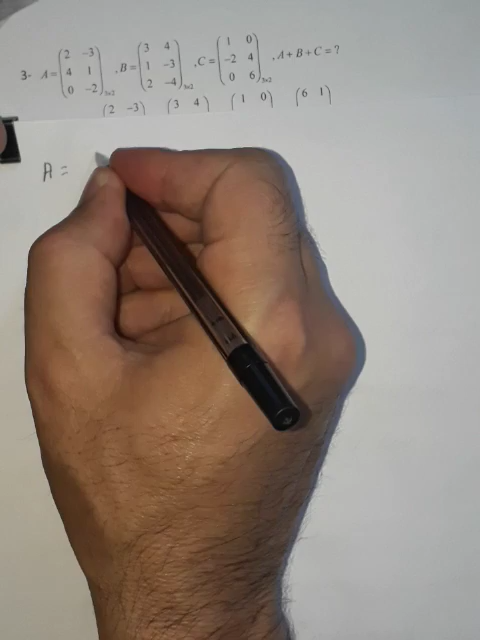 3- A = (2 -3; 4 1; 0 -2)3x2 , B = (3 4; 1 -3; 2 -4)3x2 , C = (1 0; -2 4; 0 6)3x2 , A + B + C = ?
(2 -3) (3 4) (1 0) (6 1)
A =